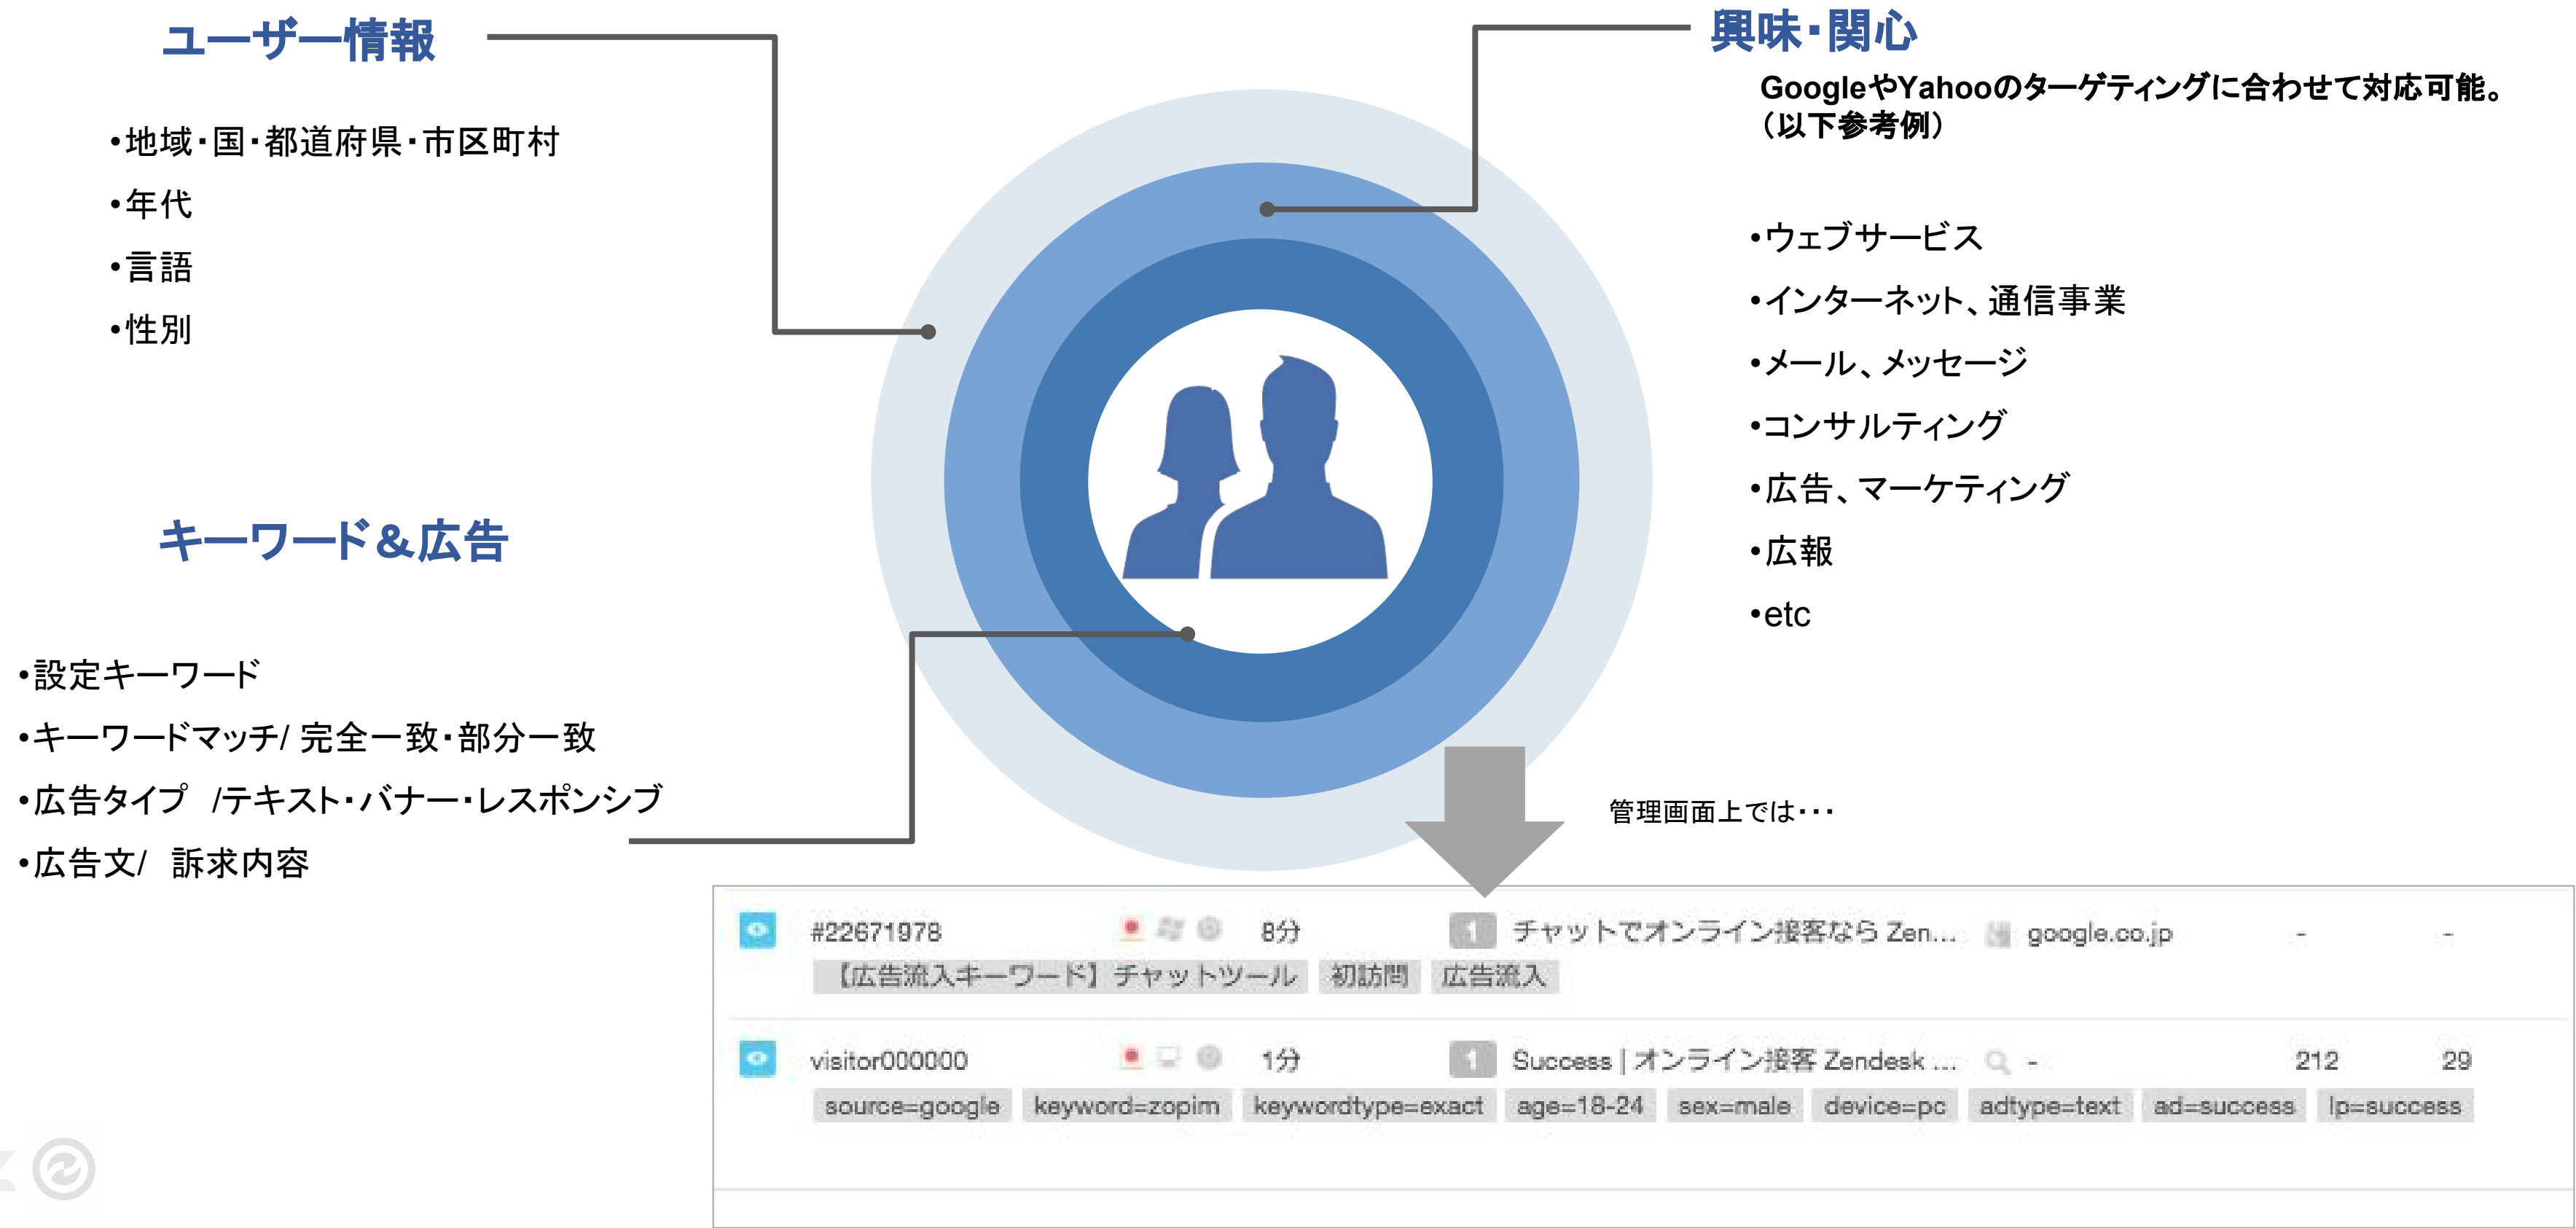 ユーザー情報
・地域・国・都道府県・市区町村
・年代
・言語
・性別
キーワード＆広告
・設定キーワード
・キーワードマッチ/ 完全一致・部分一致
・広告タイプ　/テキスト・バナー・レスポンシブ
・広告文/　訴求内容
興味・関心
GoogleやYahooのターゲティングに合わせて対応可能。
（以下参考例）
・ウェブサービス
・インターネット、通信事業
・メール、メッセージ
・コンサルティング
・広告、マーケティング
・広報
・etc
管理画面上では・・・
#22671978 8分 1 チャットでオンライン接客なら Zen... google.co.jp - -
【広告流入キーワード】チャットツール 初訪問 広告流入
visitor000000 1分 1 Success | オンライン接客 Zendesk ... - 212 29
source=google keyword=zopim keywordtype=exact age=18-24 sex=male device=pc adtype=text ad=success lp=success